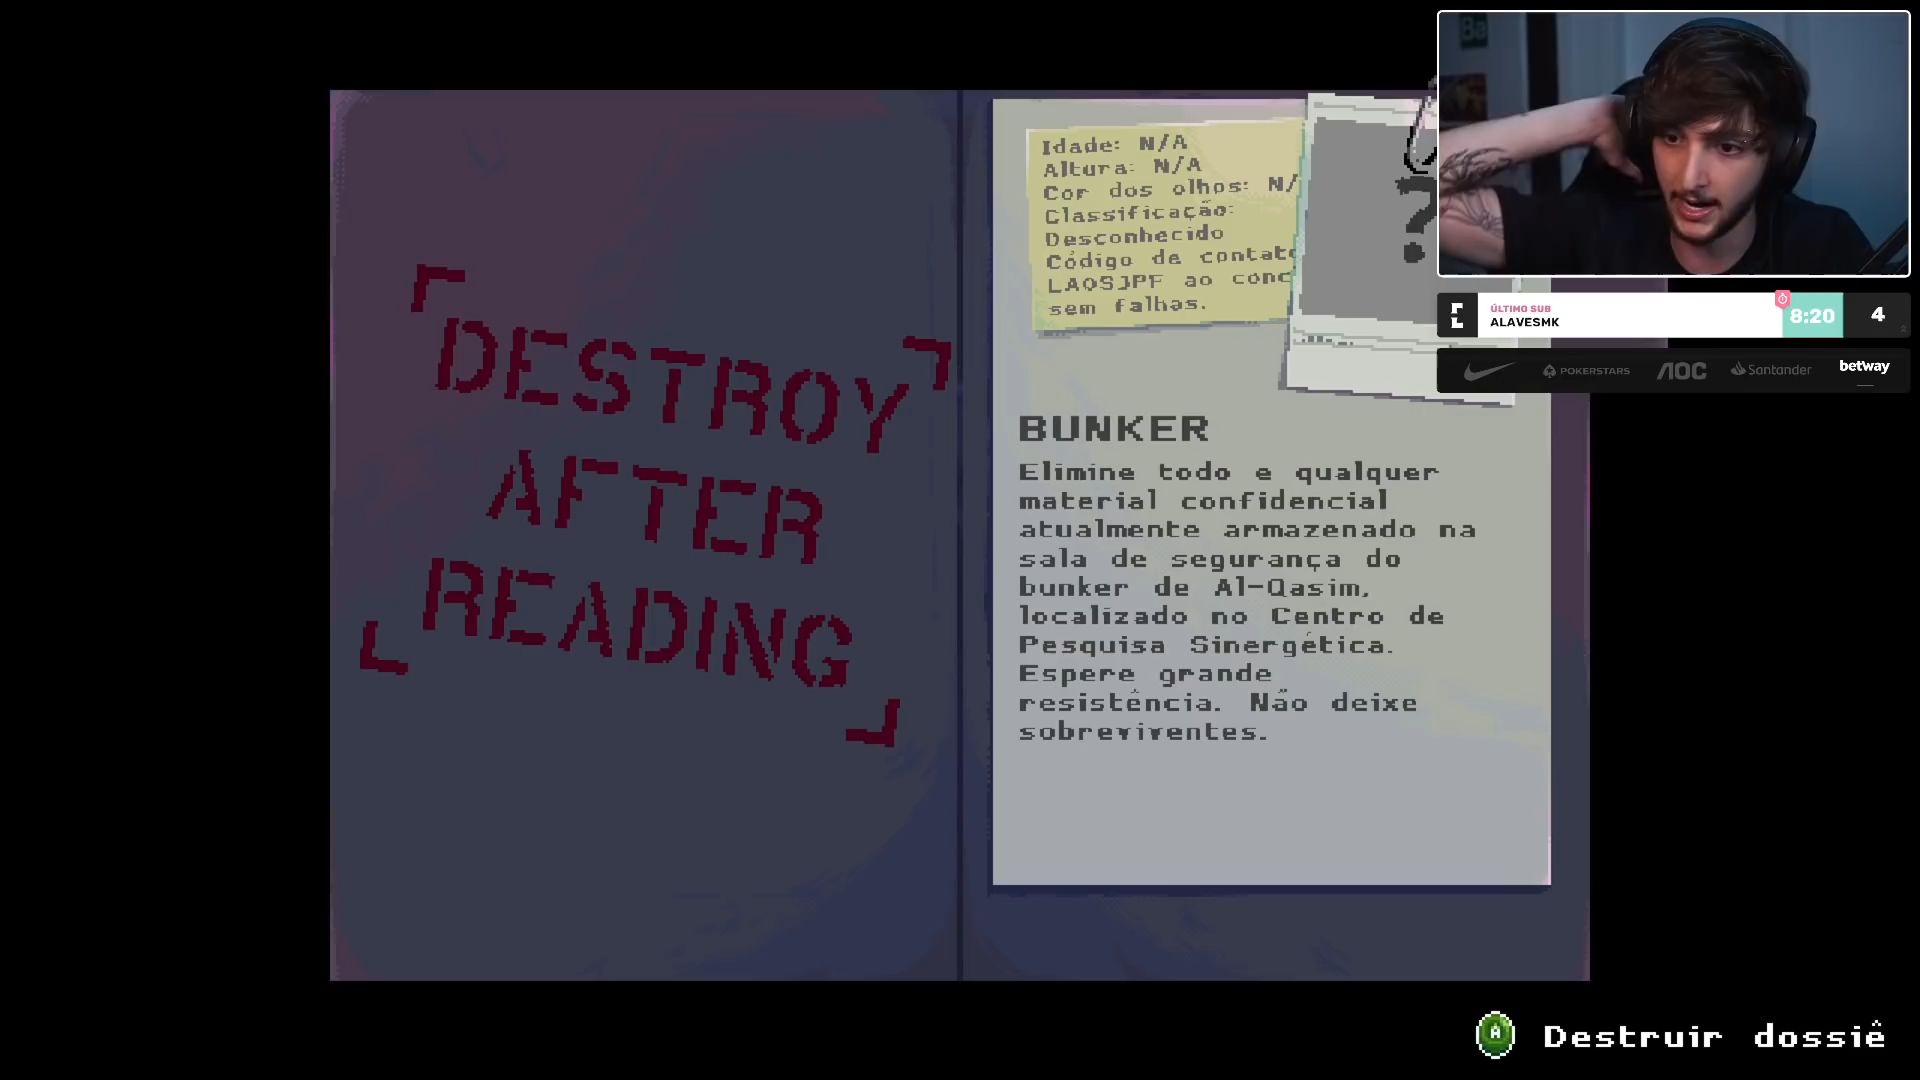 DESTROY
AFTER
READING
Idade: N/A
Altura: N/A
Cor dos olhos: N/
Classificação:
Desconhecido
Código de contato
LAOSJPF ao conc
sem falhas.
?
BUNKER
Elimine todo e qualquer
material confidencial
atualmente armazenado na
sala de segurança do
bunker de Al-Qasim,
localizado no Centro de
Pesquisa Sinergética.
Espere grande
resistência. Não deixe
sobreviventes.
Ba
ÚLTIMO SUB
ALAVESMK
8:20
4
POKERSTARS
AOC
Santander
betway
A Destruir dossiê